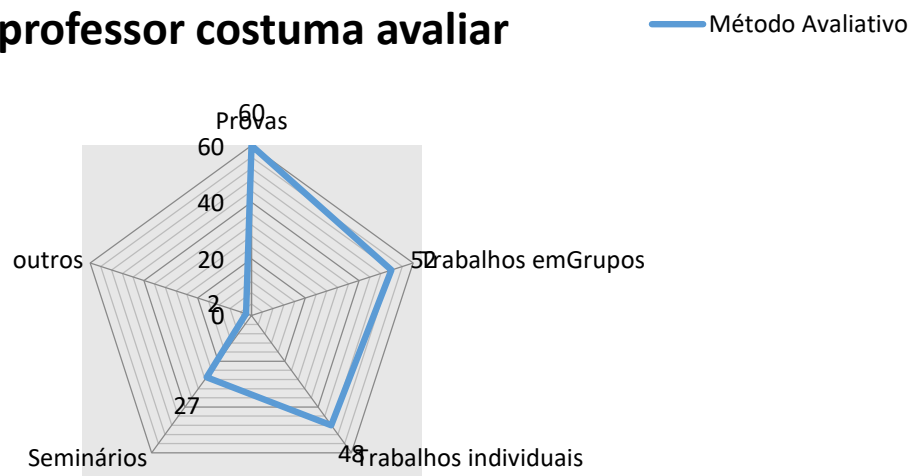 professor costuma avaliar
Método Avaliativo
60
Provas
60
40
20
0
2
outros
52
Trabalhos emGrupos
27
48
Seminários
Trabalhos individuais